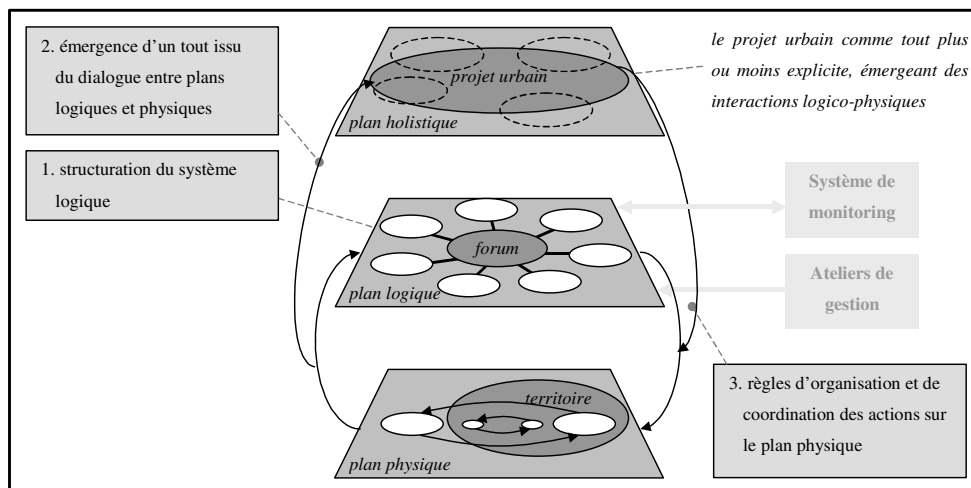 2. émergence d'un tout issu
du dialogue entre plans
logiques et physiques
1. structuration du système
logique
projet urbain
plan holistique
le projet urbain comme tout plus
ou moins explicite, émergeant des
interactions logico-physiques
forum
plan logique
Système de
monitoring
Ateliers de
gestion
territoire
plan physique
3. règles d'organisation et de
coordination des actions sur
le plan physique